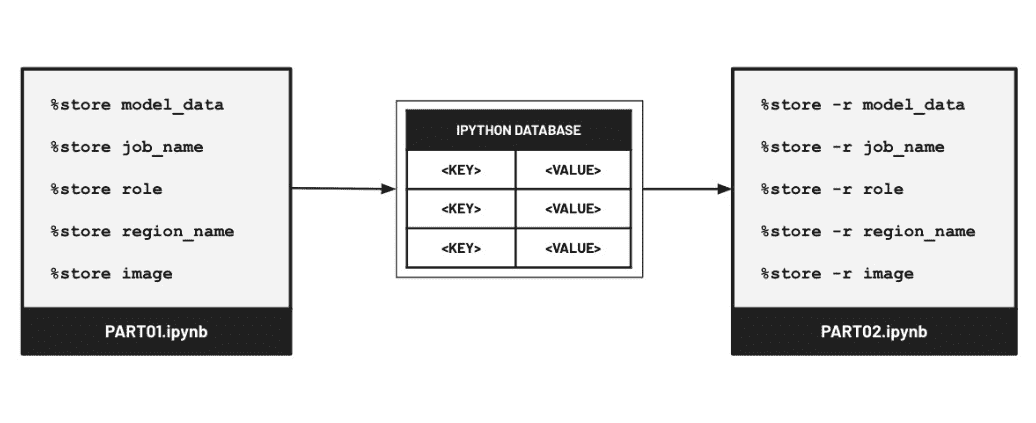 %store model_data
%store job_name
%store role
%store region_name
%store image
PART01.ipynb
IPYTHON DATABASE
<KEY> <VALUE>
<KEY> <VALUE>
<KEY> <VALUE>
%store -r model_data
%store -r job_name
%store -r role
%store -r region_name
%store -r image
PART02.ipynb